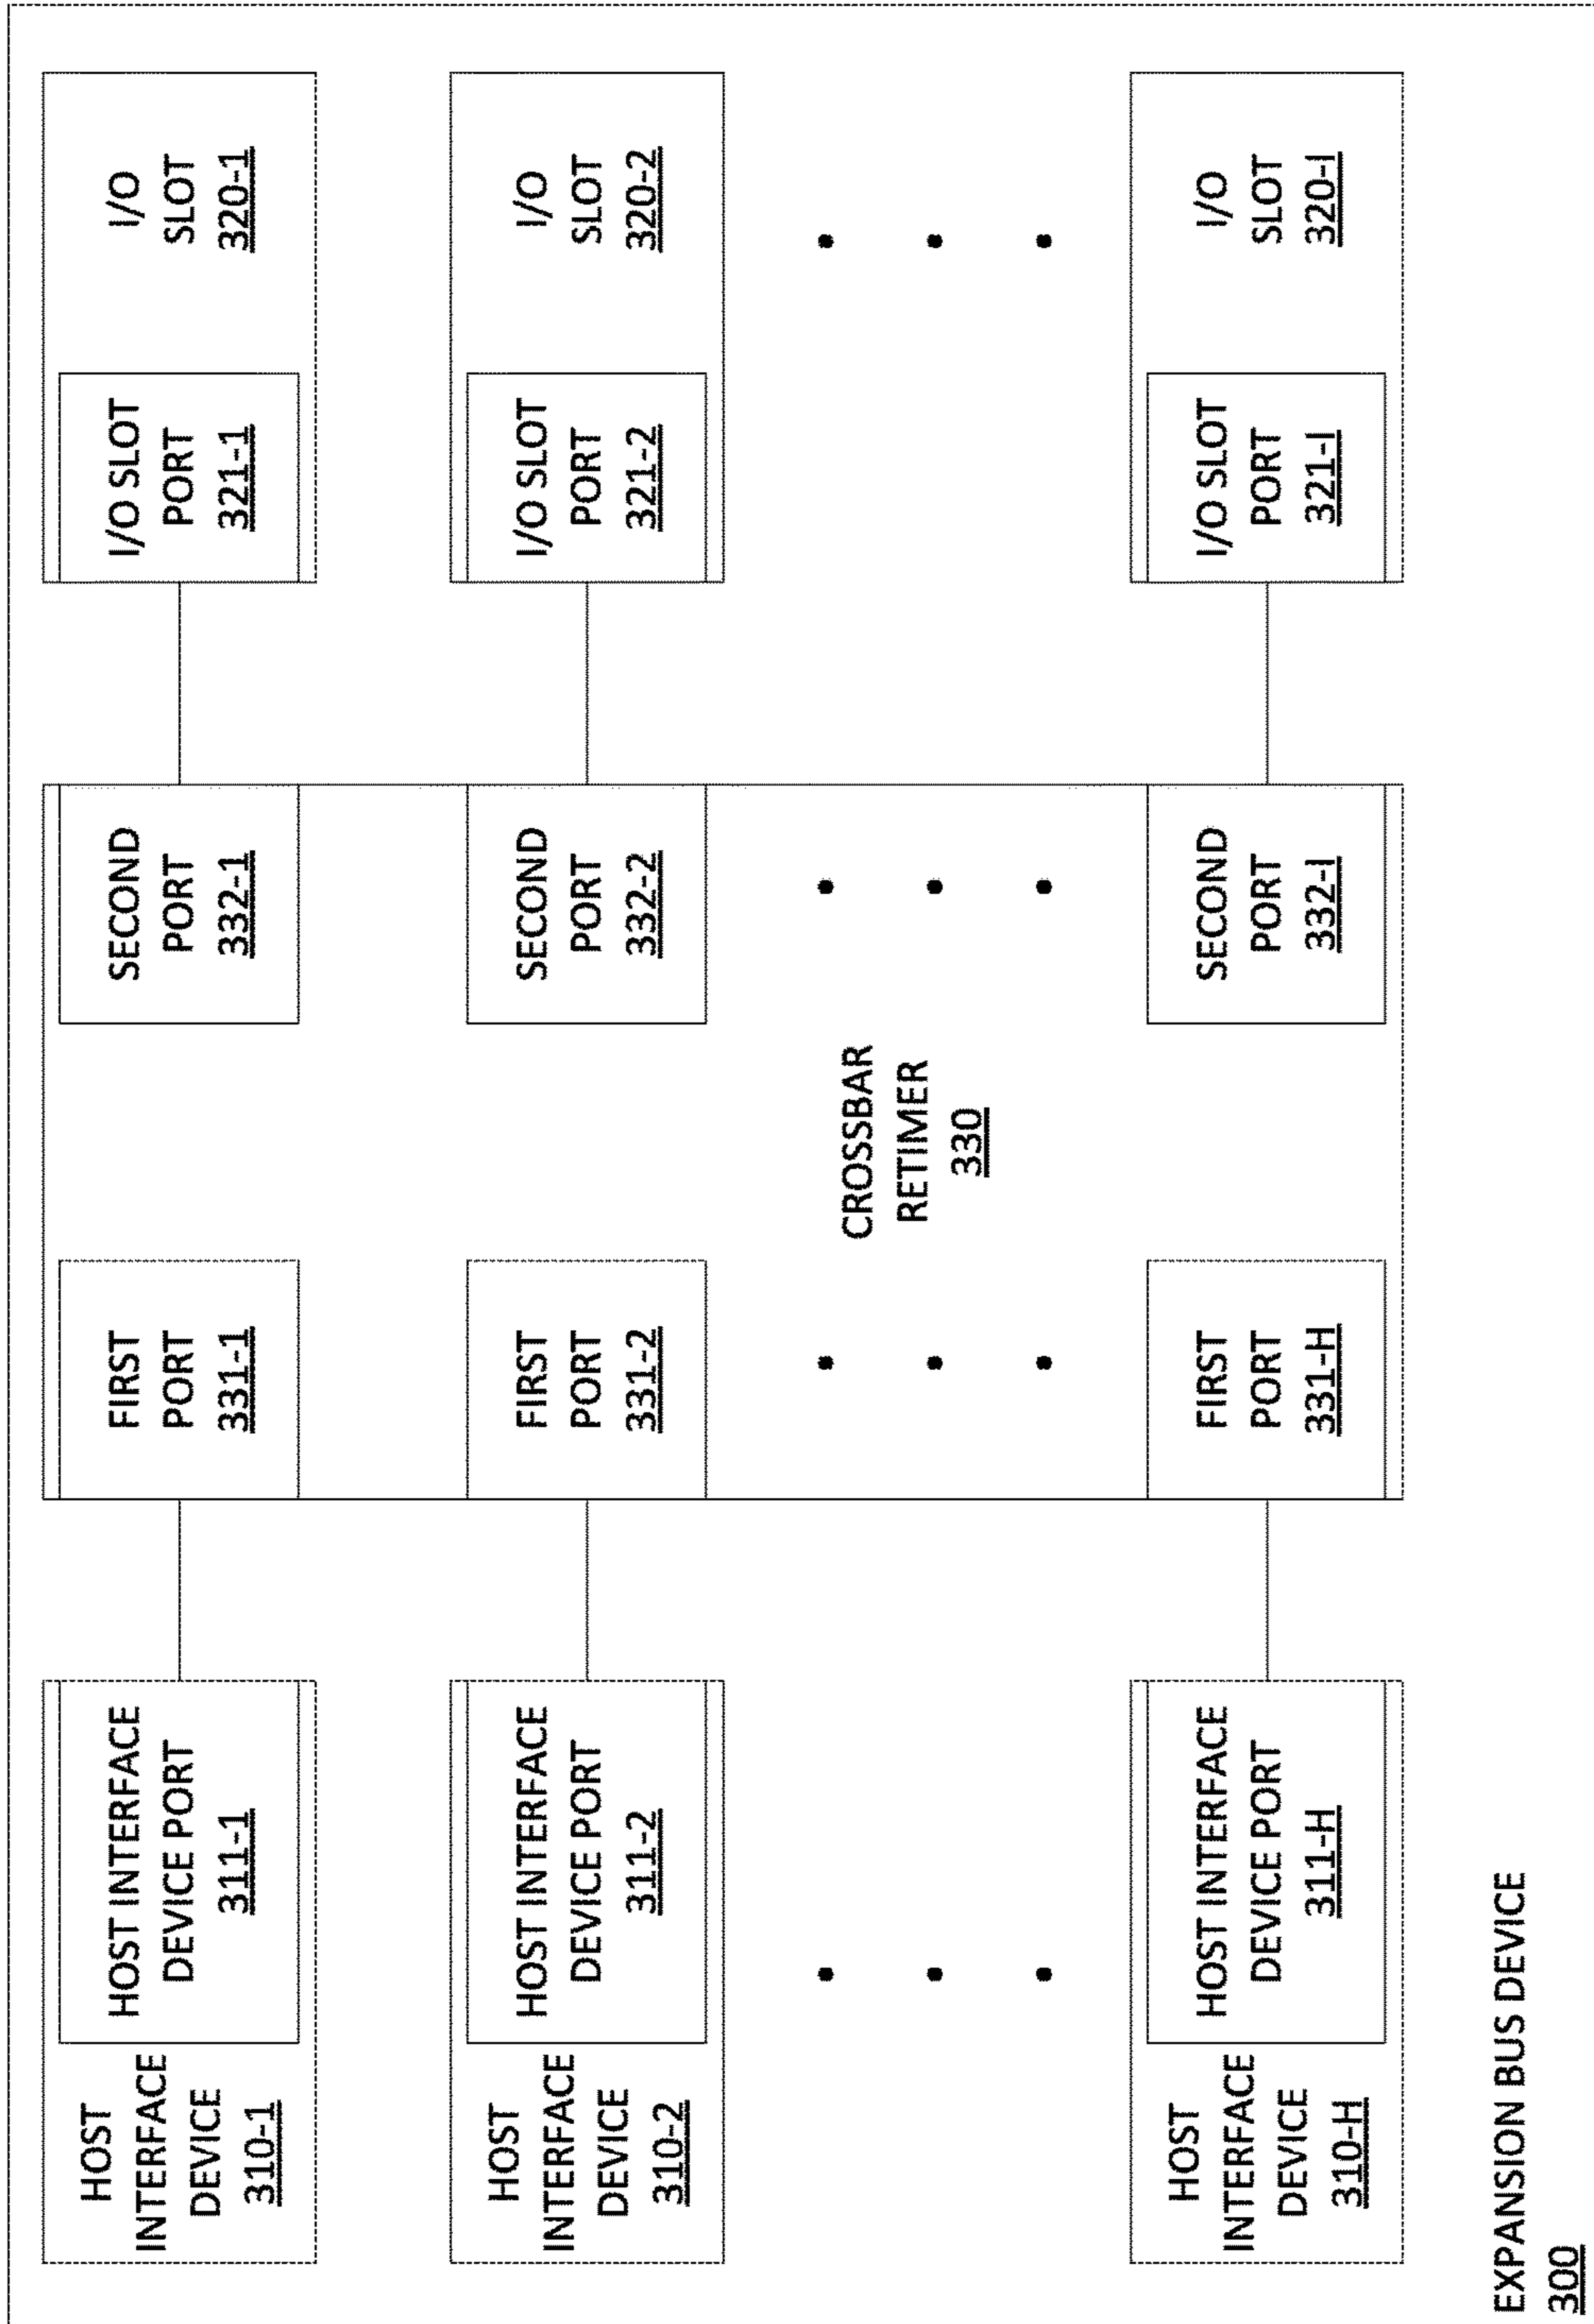 HOST
INTERFACE
DEVICE
310-1
HOST INTERFACE
DEVICE PORT
311-1
FIRST
PORT
331-1
SECOND
PORT
332-1
I/O SLOT
PORT
321-1
I/O
SLOT
320-1
HOST
INTERFACE
DEVICE
310-2
HOST INTERFACE
DEVICE PORT
311-2
FIRST
PORT
331-2
SECOND
PORT
332-2
I/O SLOT
PORT
321-2
I/O
SLOT
320-2
CROSSBAR
RETIMER
330
HOST
INTERFACE
DEVICE
310-H
HOST INTERFACE
DEVICE PORT
311-H
FIRST
PORT
331-H
SECOND
PORT
332-I
I/O SLOT
PORT
321-I
I/O
SLOT
320-I
EXPANSION BUS DEVICE
300